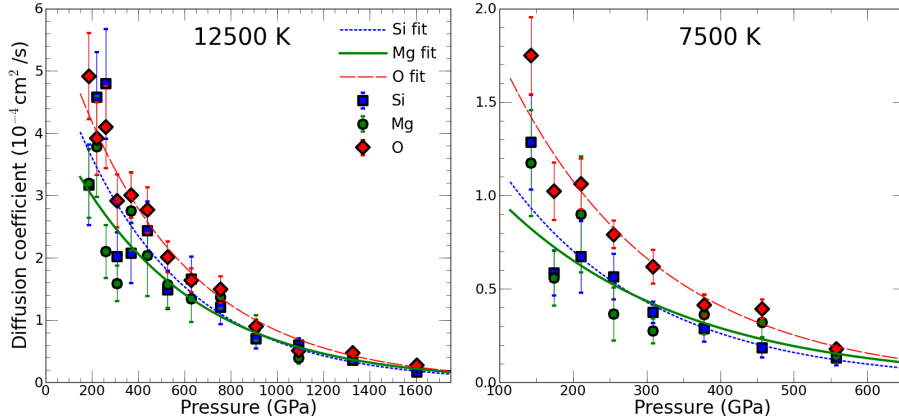 12500 K
7500 K
Si fit
Mg fit
O fit
Si
Mg
O
Diffusion coefficient (10⁻⁴cm² /s)
6
5
4
3
2
1
0
0 200 400 600 800 1000 1200 1400 1600
Pressure (GPa)
2.0
1.5
1.0
0.5
0.0
100 200 300 400 500 600
Pressure (GPa)